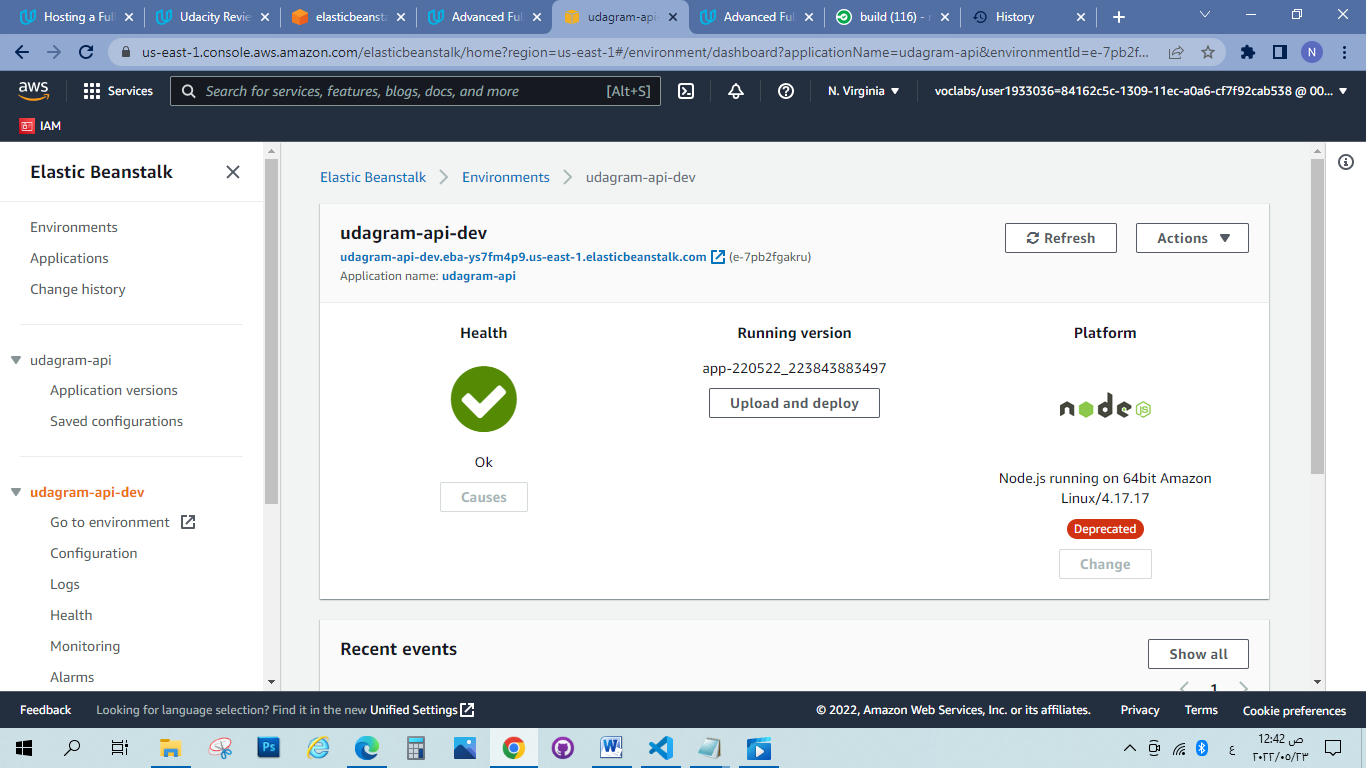 Hosting a Full
Udacity Revie
elasticbeanst
Advanced Ful
udagram-api-
Advanced Ful
build (116) -
History
us-east-1.console.aws.amazon.com/elasticbeanstalk/home?region=us-east-1#/environment/dashboard?applicationName=udagram-api&environmentId=e-7pb2f...
N
aws
Services
Search for services, features, blogs, docs, and more
[Alt+S]
N. Virginia
voclabs/user1933036=84162c5c-1309-11ec-a0a6-cf7f92cab538 @ 00...
IAM
Elastic Beanstalk
Environments
Applications
Change history
udagram-api
Application versions
Saved configurations
udagram-api-dev
Go to environment
Configuration
Logs
Health
Monitoring
Alarms
Elastic Beanstalk
Environments
udagram-api-dev
udagram-api-dev
udagram-api-dev.eba-ys7fm4p9.us-east-1.elasticbeanstalk.com (e-7pb2fgakru)
Application name: udagram-api
Refresh
Actions
Health
Ok
Causes
Running version
app-220522_223843883497
Upload and deploy
Platform
node JS
Node.js running on 64bit Amazon
Linux/4.17.17
Deprecated
Change
Recent events
Show all
1
Feedback
Looking for language selection? Find it in the new Unified Settings
© 2022, Amazon Web Services, Inc. or its affiliates.
Privacy
Terms
Cookie preferences
Ps
W
ع
12:42 ص
٢٠٢٢/٠٥/٢٣